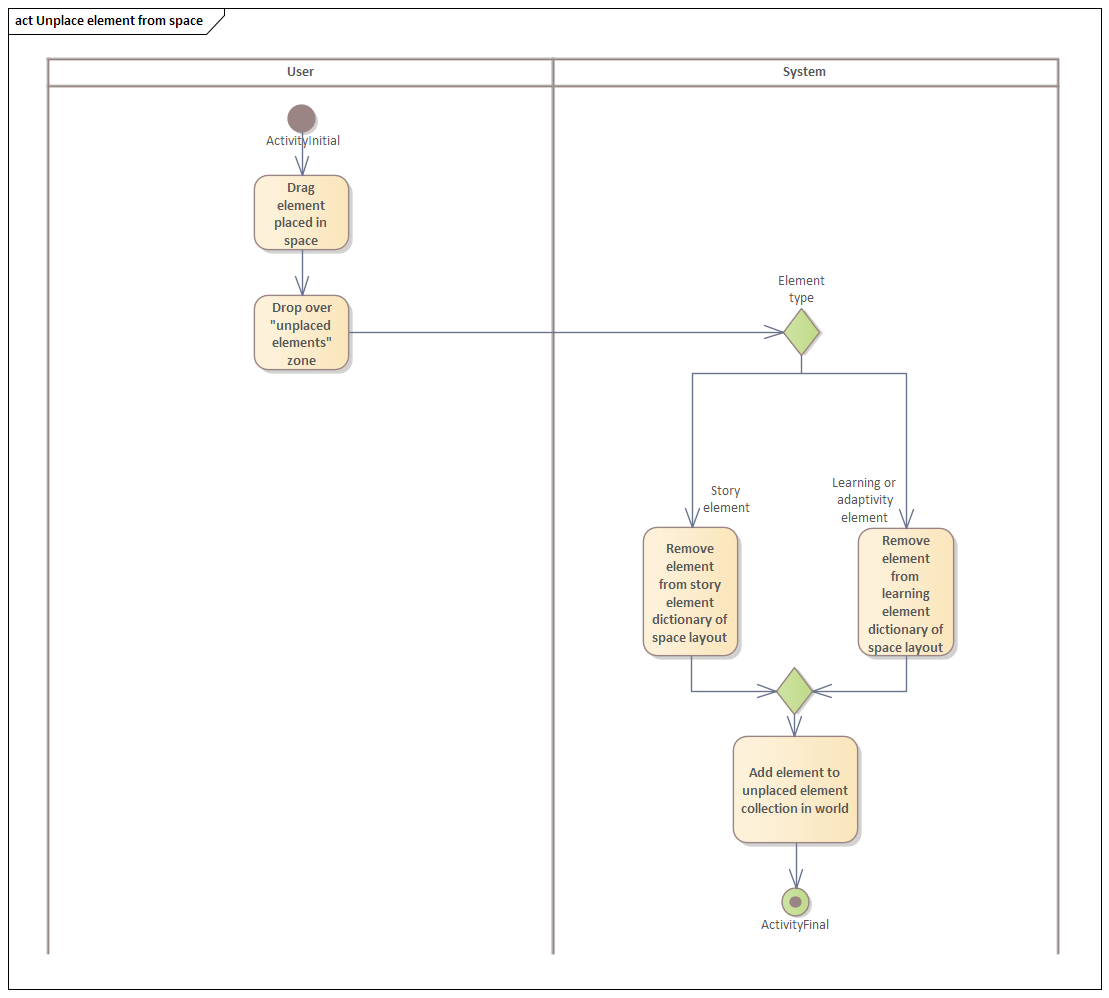 act Unplace element from space
User
System
ActivityInitial
Drag
element
placed in
space
Drop over
"unplaced
elements"
zone
Element
type
Story
element
Learning or
adaptivity
element
Remove
element
from story
element
dictionary of
space layout
Remove
element
from
learning
element
dictionary of
space layout
Add element to
unplaced element
collection in world
ActivityFinal